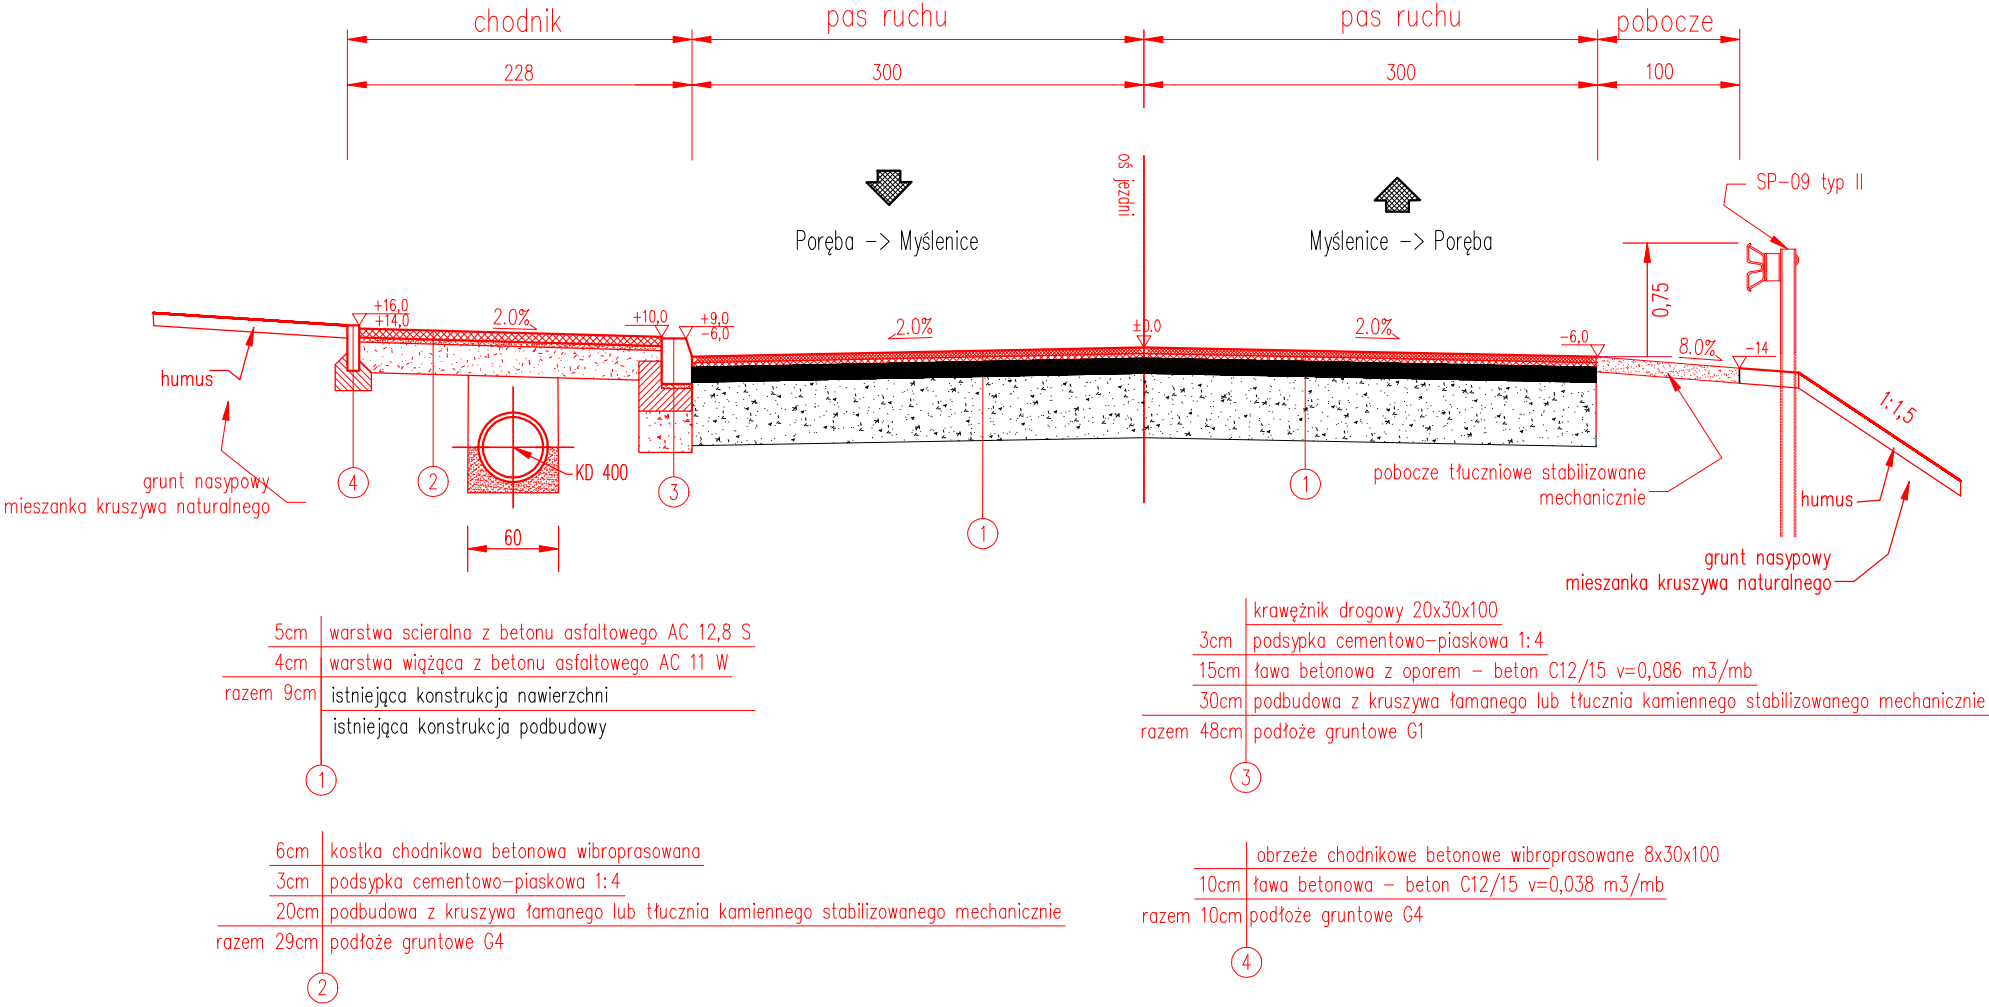 chodnik
pas ruchu
pas ruchu
pobocze
228
300
300
100
oś jezdni
SP-09 typ II
Poręba -> Myślenice
Myślenice -> Poręba
0,75
+16,0
+14,0
2.0%
+10,0
+9,0
-6,0
2.0%
±0.0
2.0%
-6,0
8.0%
-14
1:1,5
humus
grunt nasypowy
mieszanka kruszywa naturalnego
4
2
KD 400
3
1
1
60
pobocze tłuczniowe stabilizowane
mechanicznie
humus
grunt nasypowy
mieszanka kruszywa naturalnego
5cm warstwa scieralna z betonu asfaltowego AC 12,8 S
4cm warstwa wiążąca z betonu asfaltowego AC 11 W
razem 9cm istniejąca konstrukcja nawierzchni
istniejąca konstrukcja podbudowy
1
krawężnik drogowy 20x30x100
3cm podsypka cementowo-piaskowa 1:4
15cm ława betonowa z oporem - beton C12/15 v=0,086 m3/mb
30cm podbudowa z kruszywa łamanego lub tłucznia kamiennego stabilizowanego mechanicznie
razem 48cm podłoże gruntowe G1
3
6cm kostka chodnikowa betonowa wibroprasowana
3cm podsypka cementowo-piaskowa 1:4
20cm podbudowa z kruszywa łamanego lub tłucznia kamiennego stabilizowanego mechanicznie
razem 29cm podłoże gruntowe G4
2
obrzeże chodnikowe betonowe wibroprasowane 8x30x100
10cm ława betonowa - beton C12/15 v=0,038 m3/mb
razem 10cm podłoże gruntowe G4
4